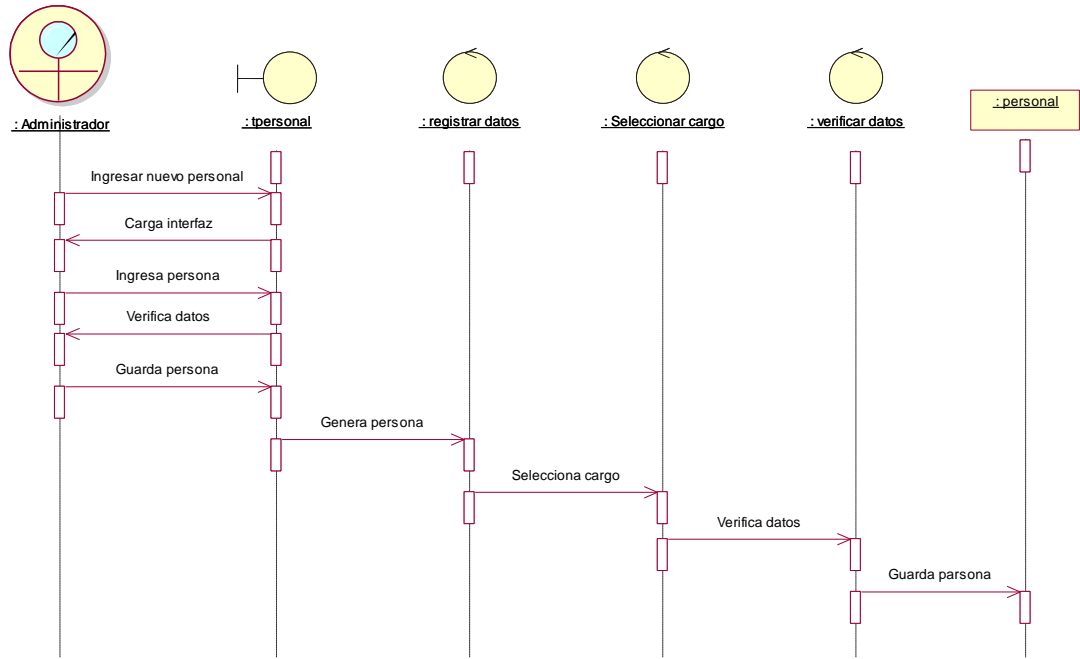 : Administrador
: tpersonal
: registrar datos
: Seleccionar cargo
: verificar datos
: personal
Ingresar nuevo personal
Carga interfaz
Ingresa persona
Verifica datos
Guarda persona
Genera persona
Selecciona cargo
Verifica datos
Guarda parsona